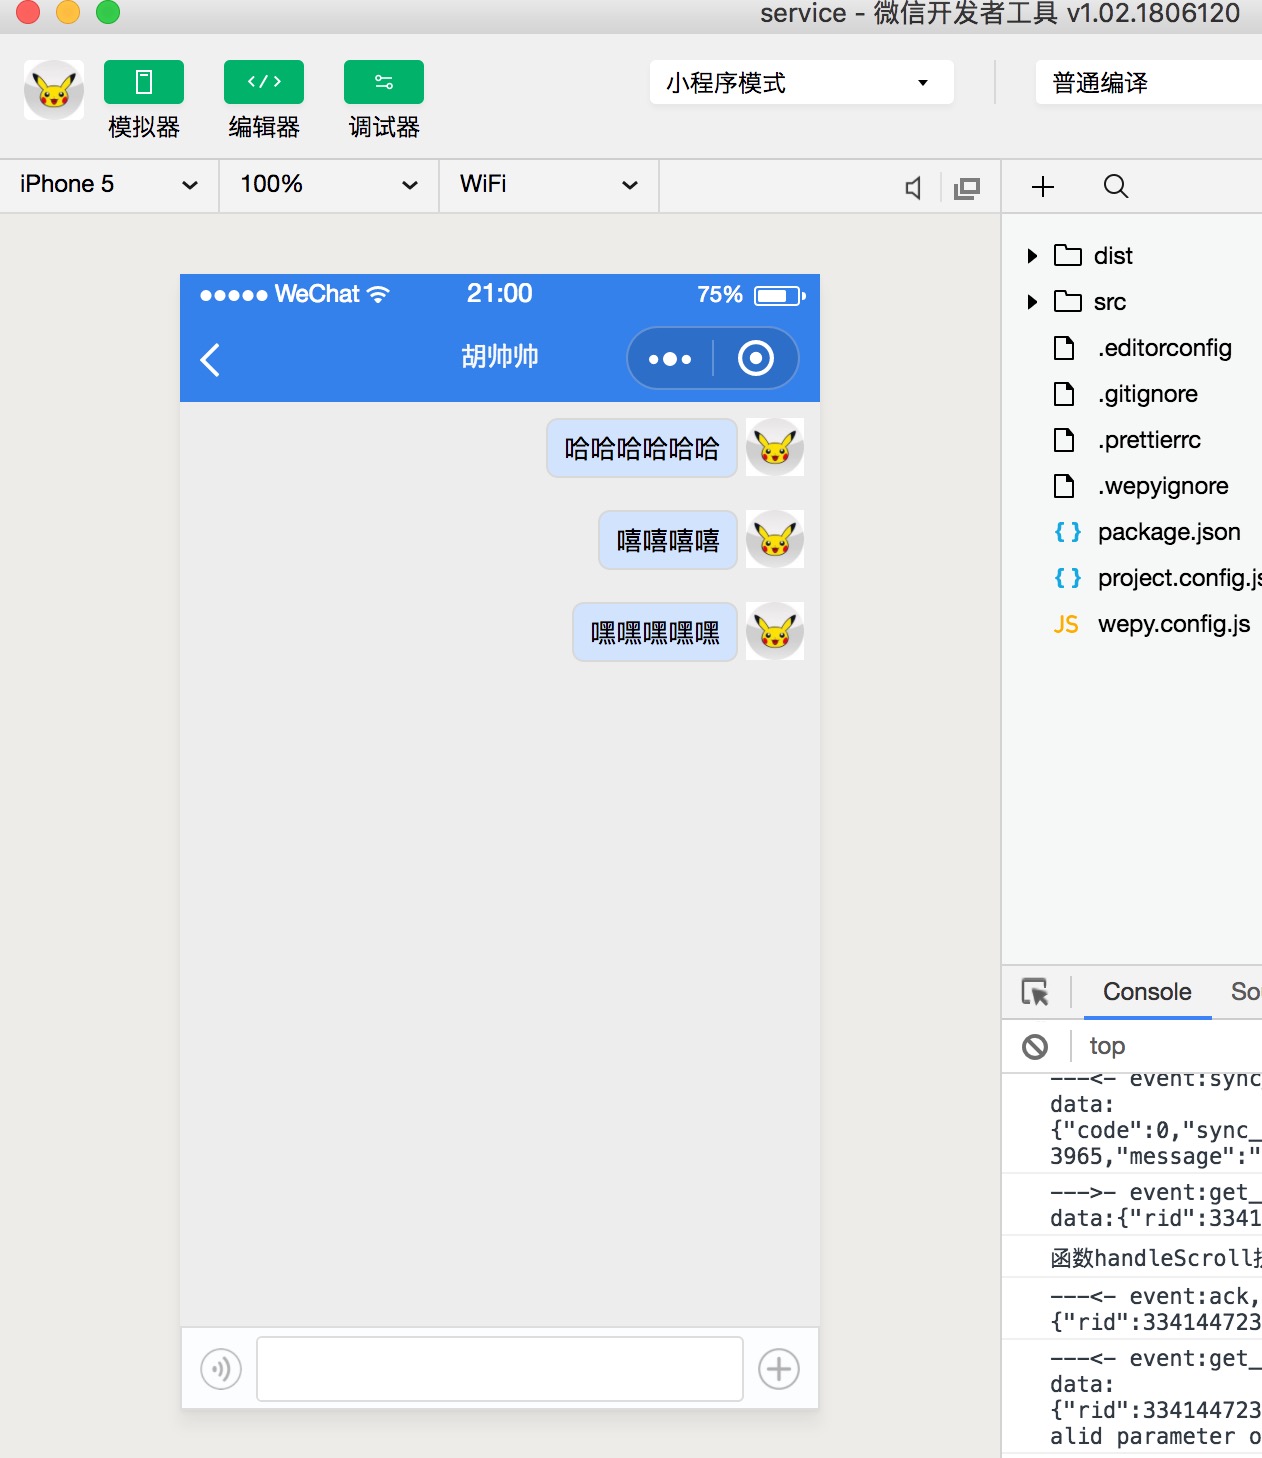 service - 微信开发者工具 v1.02.1806120
模拟器
编辑器
调试器
小程序模式
普通编译
iPhone 5
100%
WiFi
WeChat
21:00
75%
胡帅帅
哈哈哈哈哈哈
嘻嘻嘻嘻
嘿嘿嘿嘿嘿
dist
src
.editorconfig
.gitignore
.prettierrc
.wepyignore
{ } package.json
{ } project.config.js
JS wepy.config.js
Console
So
top
---<- event:sync_
data:
{"code":0,"sync_
3965,"message":"
--->- event:get_
data:{"rid":3341
函数handleScroll
---<- event:ack,
{"rid":334144723
---<- event:get_
data:
{"rid":334144723
alid parameter o